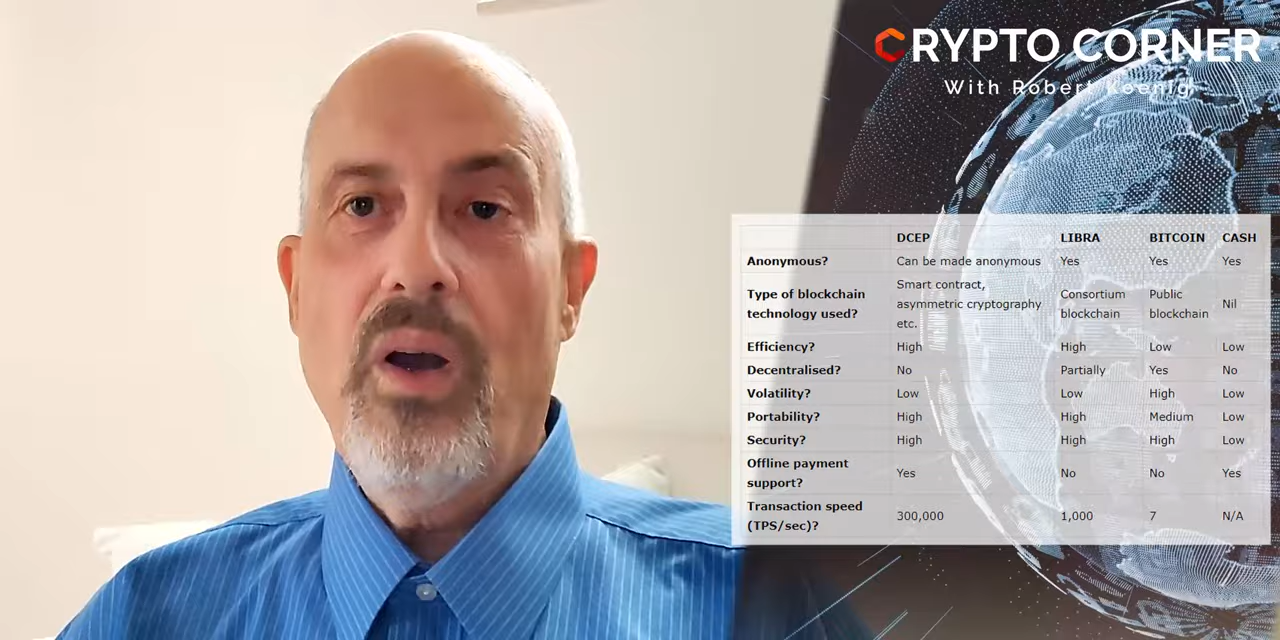 CRYPTO CORNER
With Robert Koenig
DCEP LIBRA BITCOIN CASH
Anonymous? Can be made anonymous Yes Yes Yes
Type of blockchain technology used? Smart contract, asymmetric cryptography etc. Consortium blockchain Public blockchain Nil
Efficiency? High High Low Low
Decentralised? No Partially Yes No
Volatility? Low Low High Low
Portability? High High Medium Low
Security? High High High Low
Offline payment support? Yes No No Yes
Transaction speed (TPS/sec)? 300,000 1,000 7 N/A